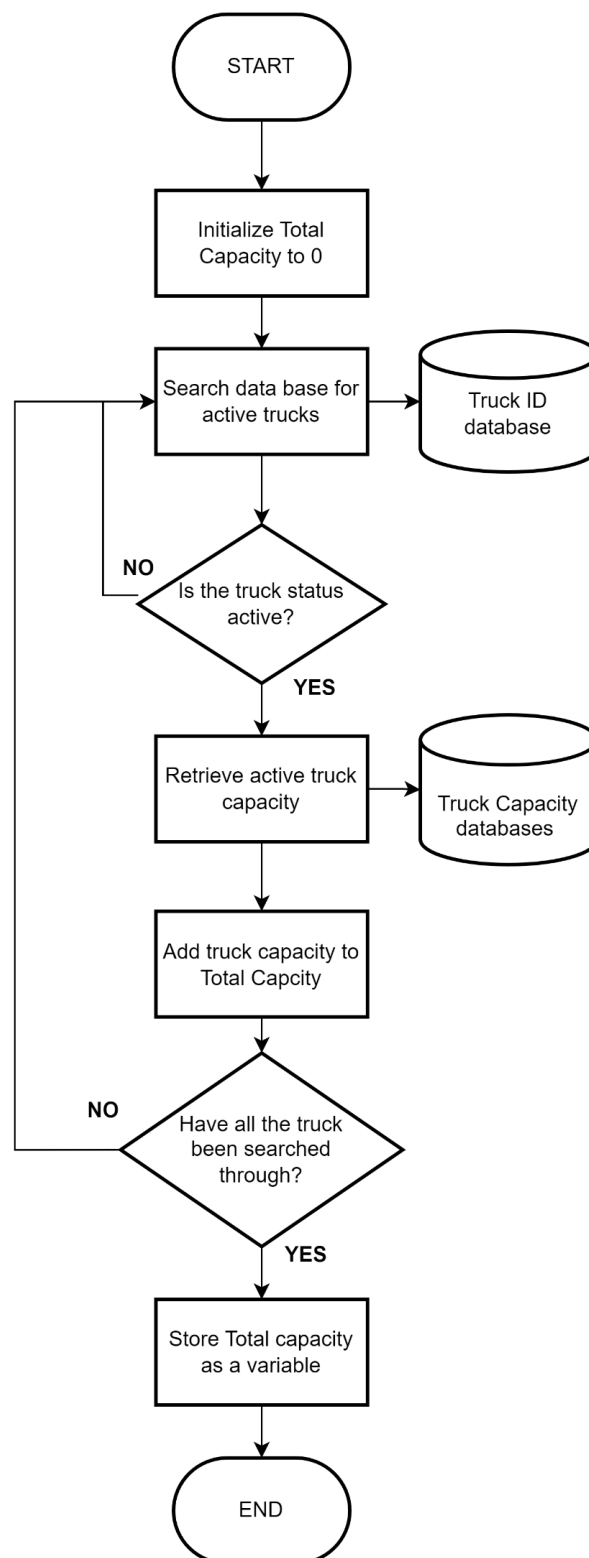 START
Initialize Total
Capacity to 0
Search data base for
active trucks
Truck ID
database
NO
Is the truck status
active?
YES
Retrieve active truck
capacity
Truck Capacity
databases
Add truck capacity to
Total Capcity
NO
Have all the truck
been searched
through?
YES
Store Total capacity
as a variable
END